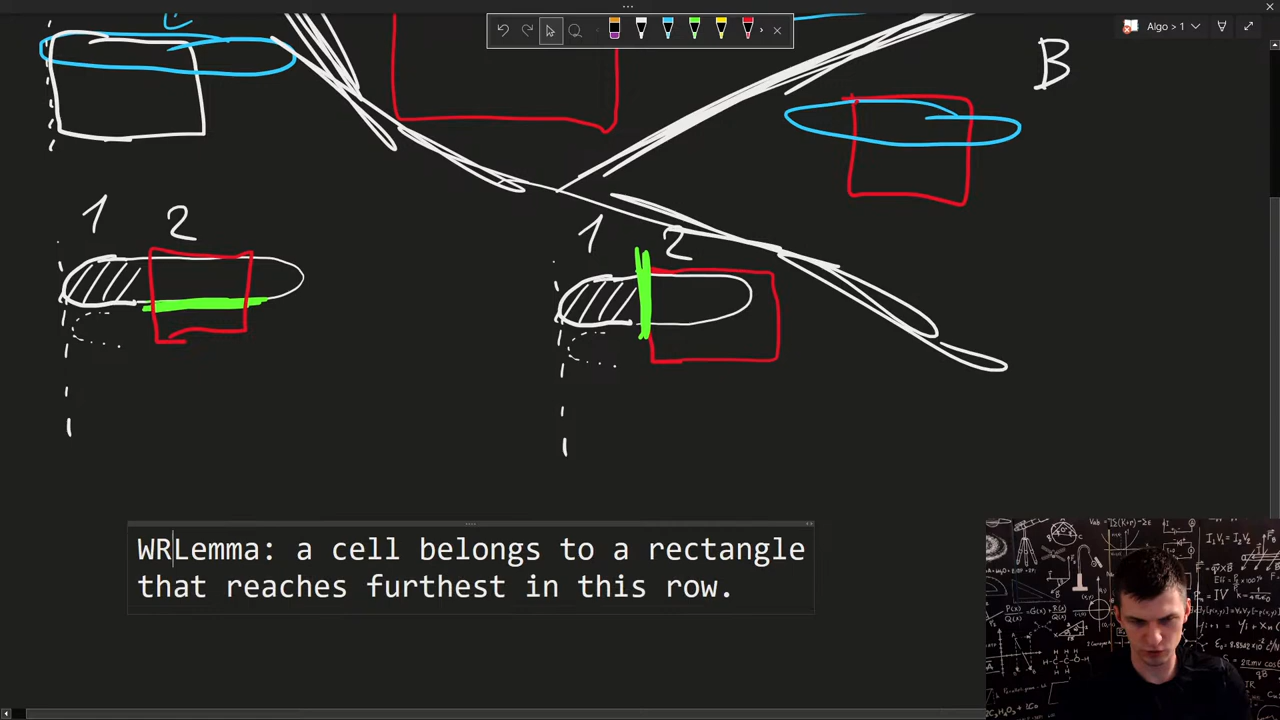 Algo > 1
B
1 2
1 2
WRLemma: a cell belongs to a rectangle
that reaches furthest in this row.